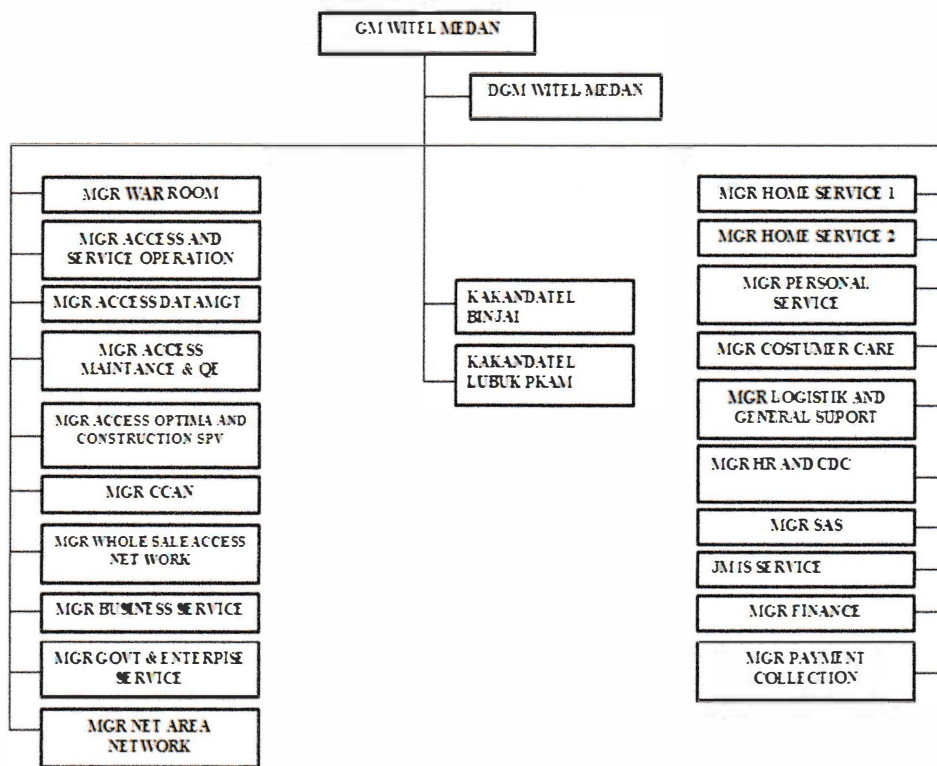 GM WITEL MEDAN
DGM WITEL MEDAN
MGR WAR ROOM
MGR ACCESS AND
SERVICE OPERATION
MGR ACCESS DATA MGT
MGR ACCESS
MAINTANCE & QE
MGR ACCESS OPTIMA AND
CONSTRUCTION SPV
MGR CCAN
MGR WHOLE SALE ACCESS
NET WORK
MGR BUSINESS SERVICE
MGR GOVT & ENTERPISE
SERVICE
MGR NET AREA
NETWORK
KAKANDATEL
BINJAI
KAKANDATEL
LUBUK PKAM
MGR HOME SERVICE 1
MGR HOME SERVICE 2
MGR PERSONAL
SERVICE
MGR COSTUMER CARE
MGR LOGISTIK AND
GENERAL SUPORT
MGR HR AND CDC
MGR SAS
JM IS SERVICE
MGR FINANCE
MGR PAYMENT
COLLECTION